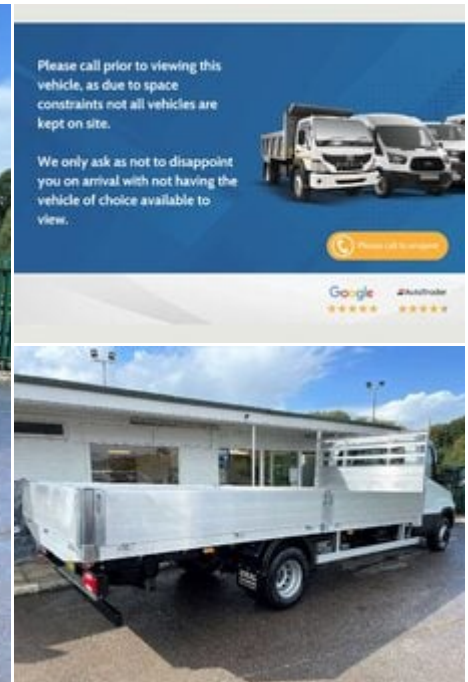 Please call prior to viewing this
vehicle, as due to space
constraints not all vehicles are
kept on site.
We only ask as not to disappoint
you on arrival with not having the
vehicle of choice available to
view.
Please call to enquire
Google
AutoTrader